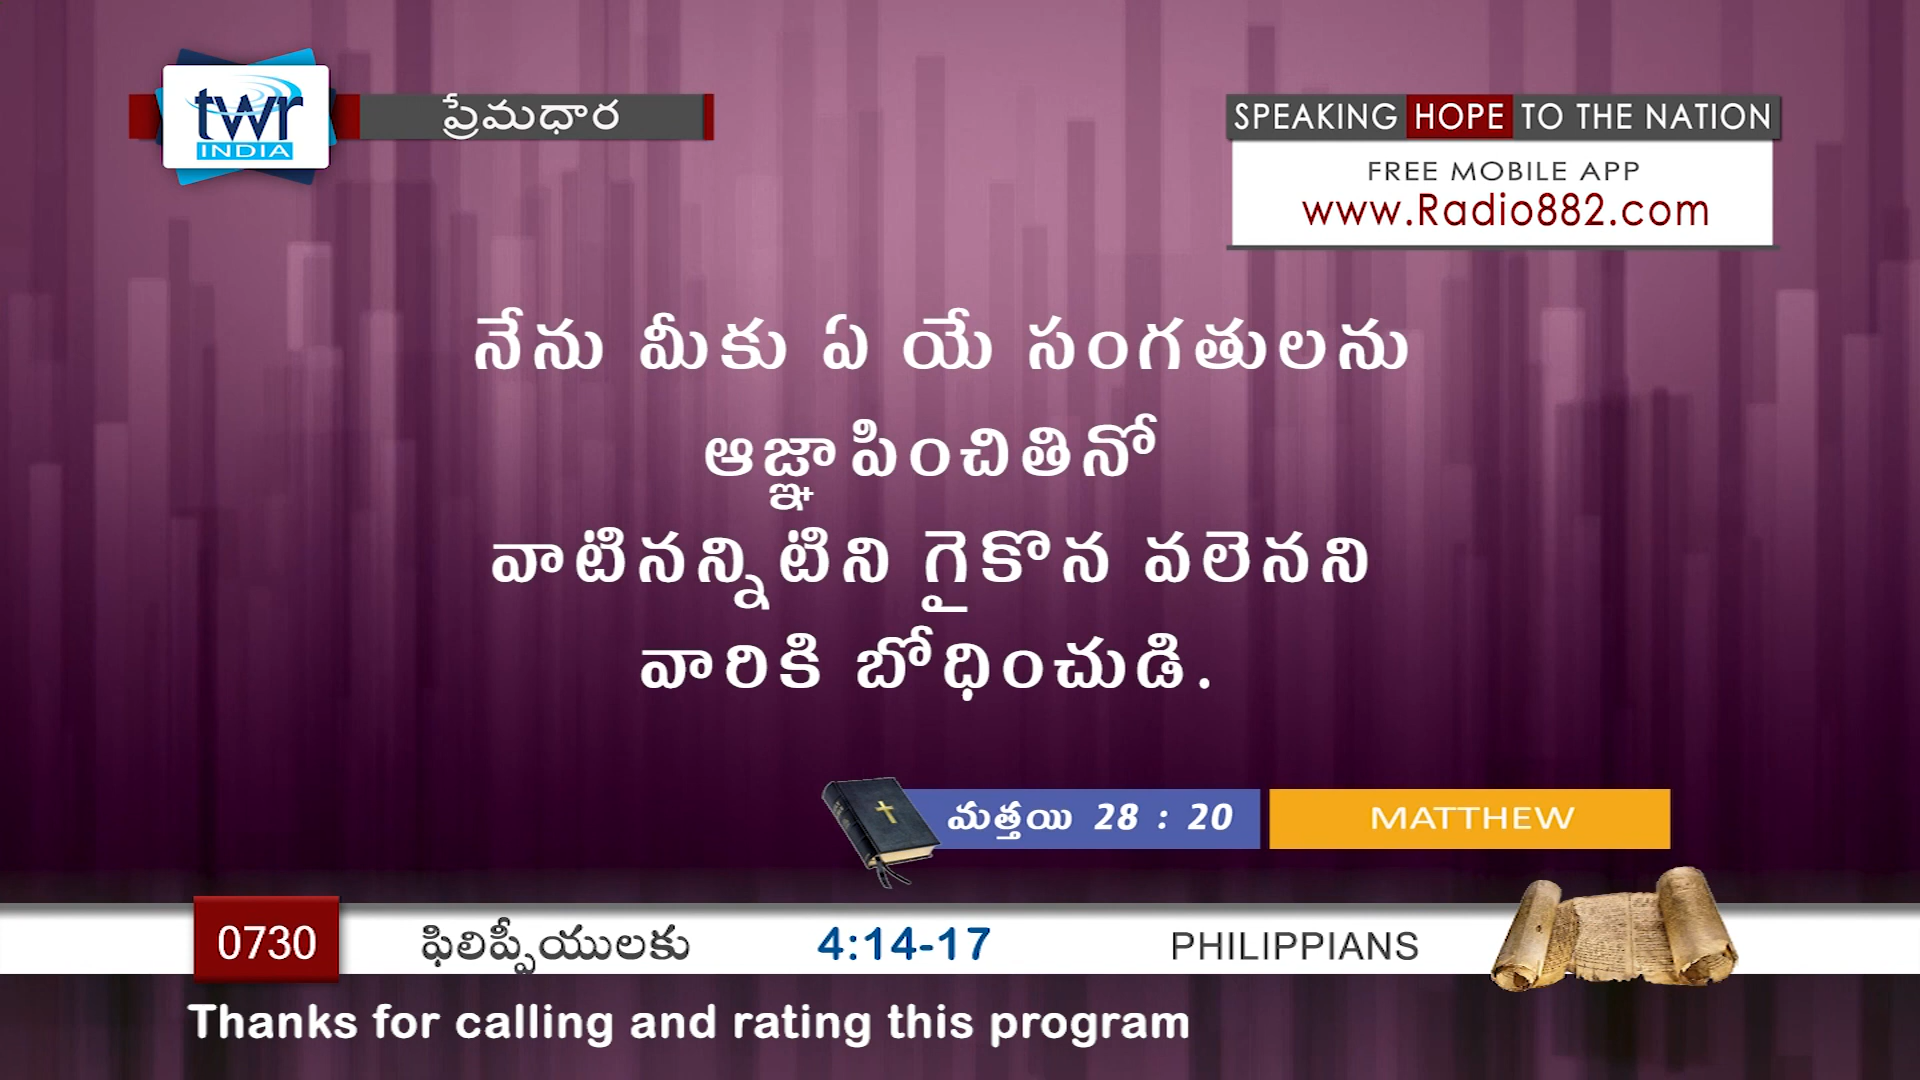 twr
INDIA
ప్రేమధార
SPEAKING HOPE TO THE NATION
FREE MOBILE APP
www.Radio882.com
నేను మీకు ఏ యే సంగతులను
ఆజ్ఞాపించితినో
వాటినన్నిటిని గైకొన వలెనని
వారికి బోధించుడి.
మత్తయి 28 : 20
MATTHEW
0730 ఫిలిప్పీయులకు 4:14-17 PHILIPPIANS
Thanks for calling and rating this program